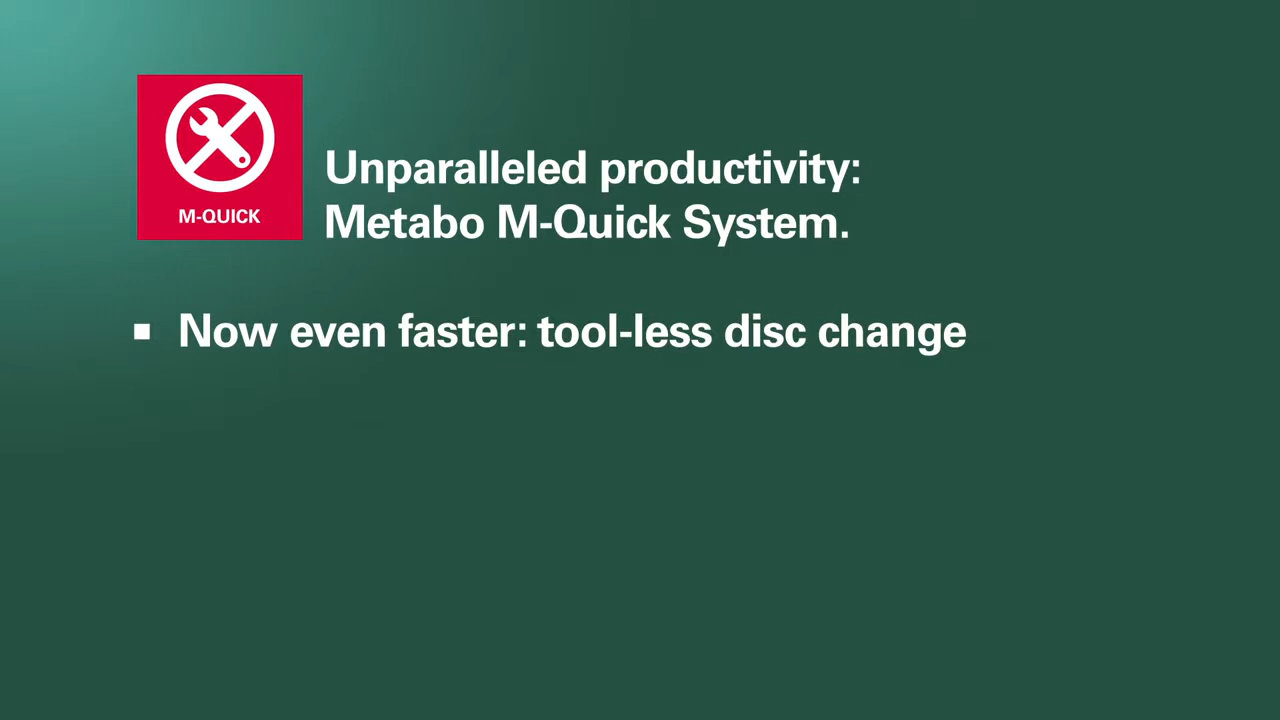 M-QUICK
Unparalleled productivity:
Metabo M-Quick System.
▪ Now even faster: tool-less disc change